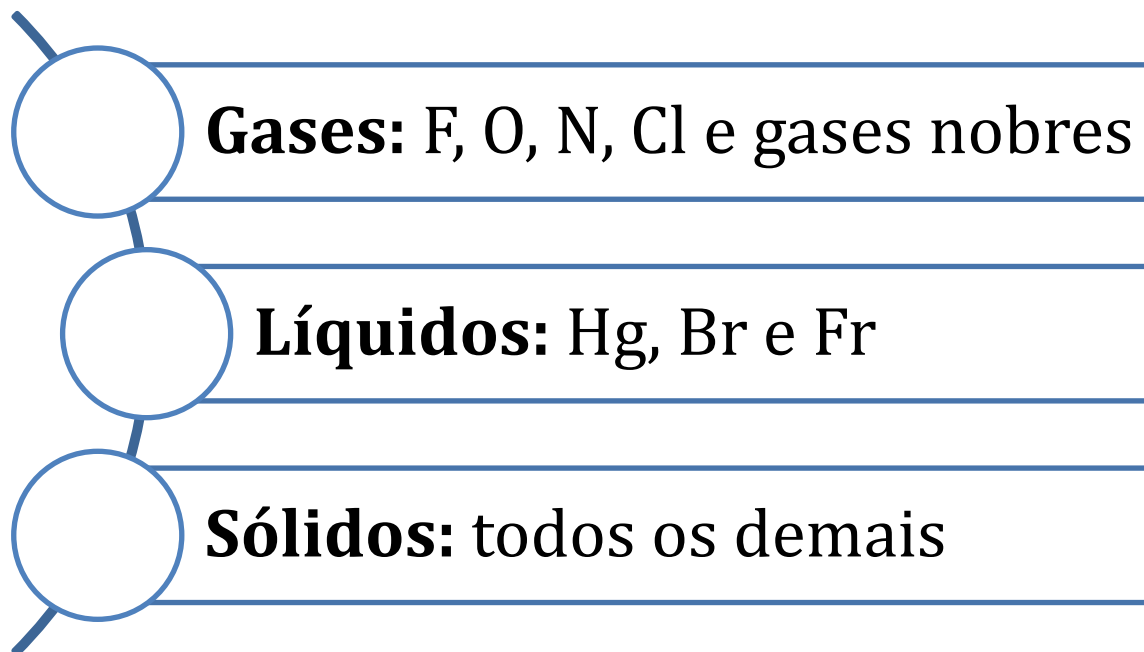 Gases: F, O, N, Cl e gases nobres
Líquidos: Hg, Br e Fr
Sólidos: todos os demais